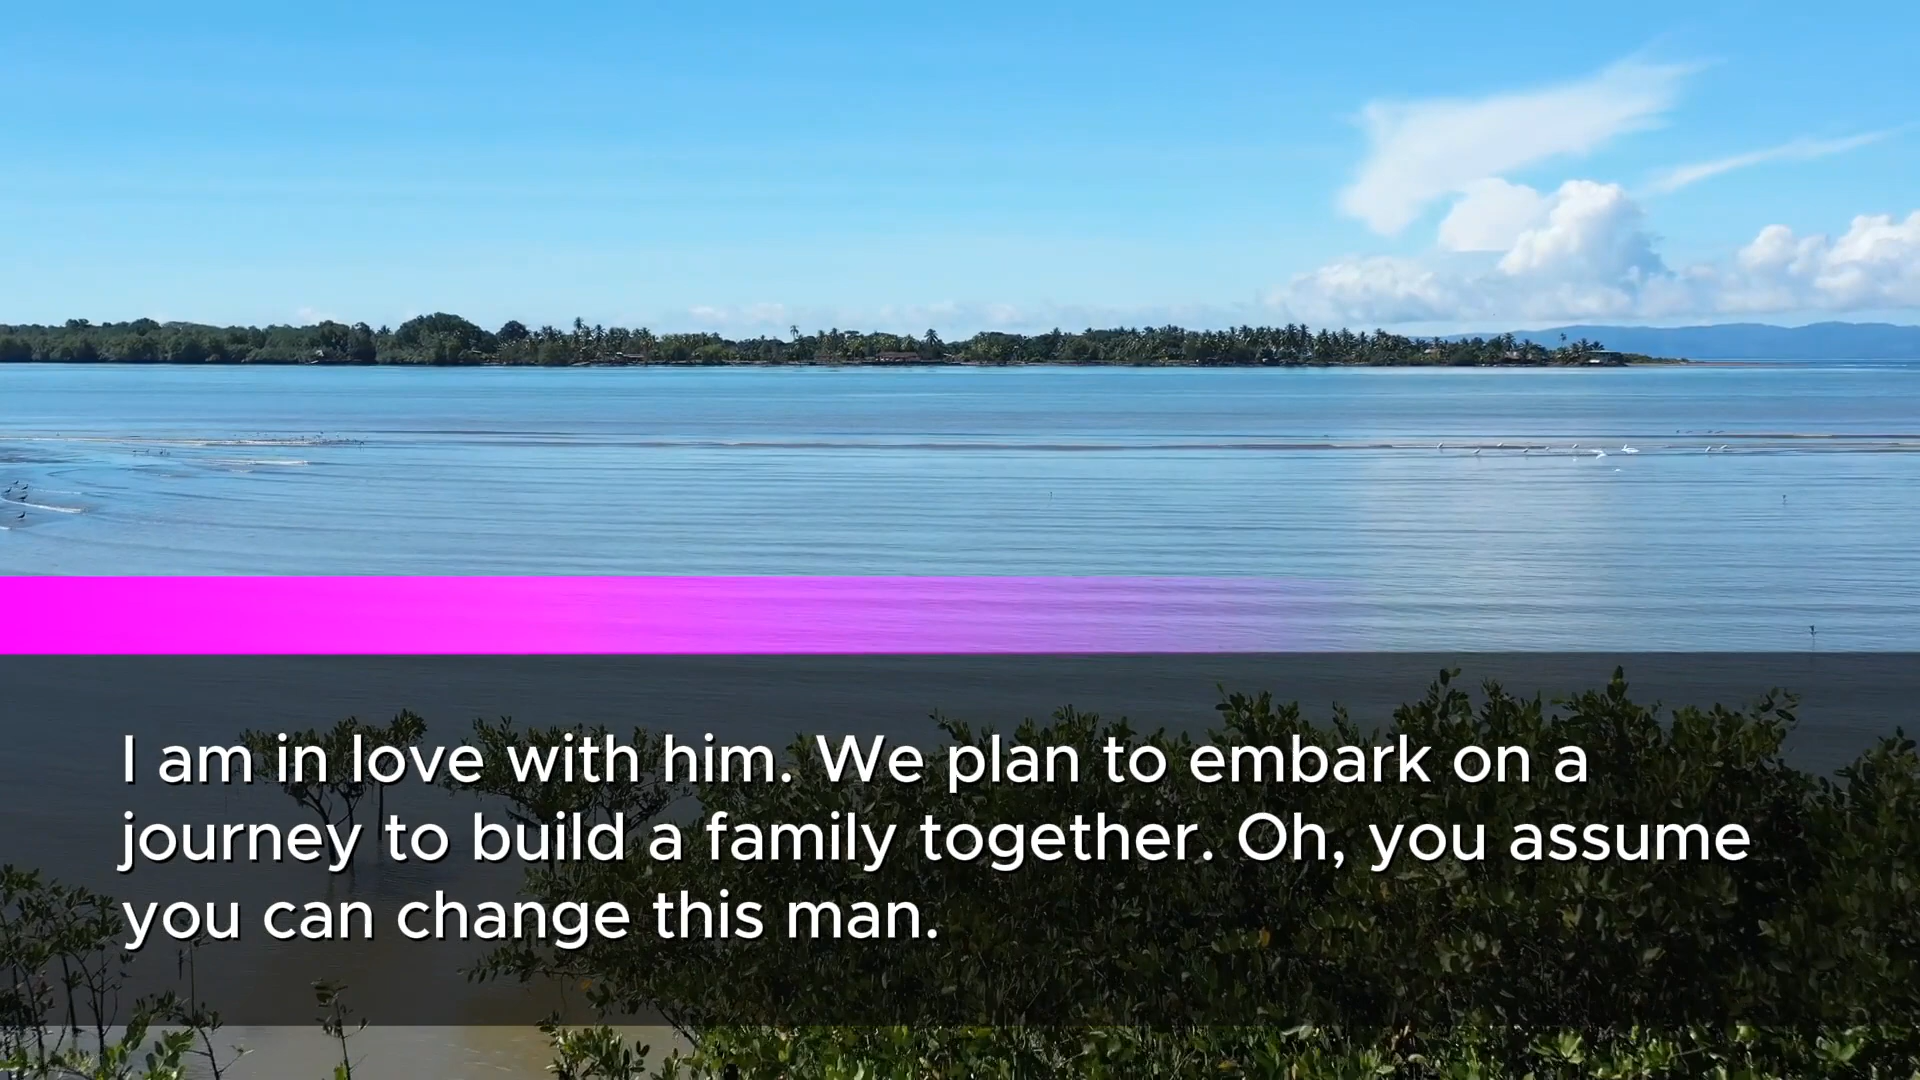 I am in love with him. We plan to embark on a
journey to build a family together. Oh, you assume
you can change this man.